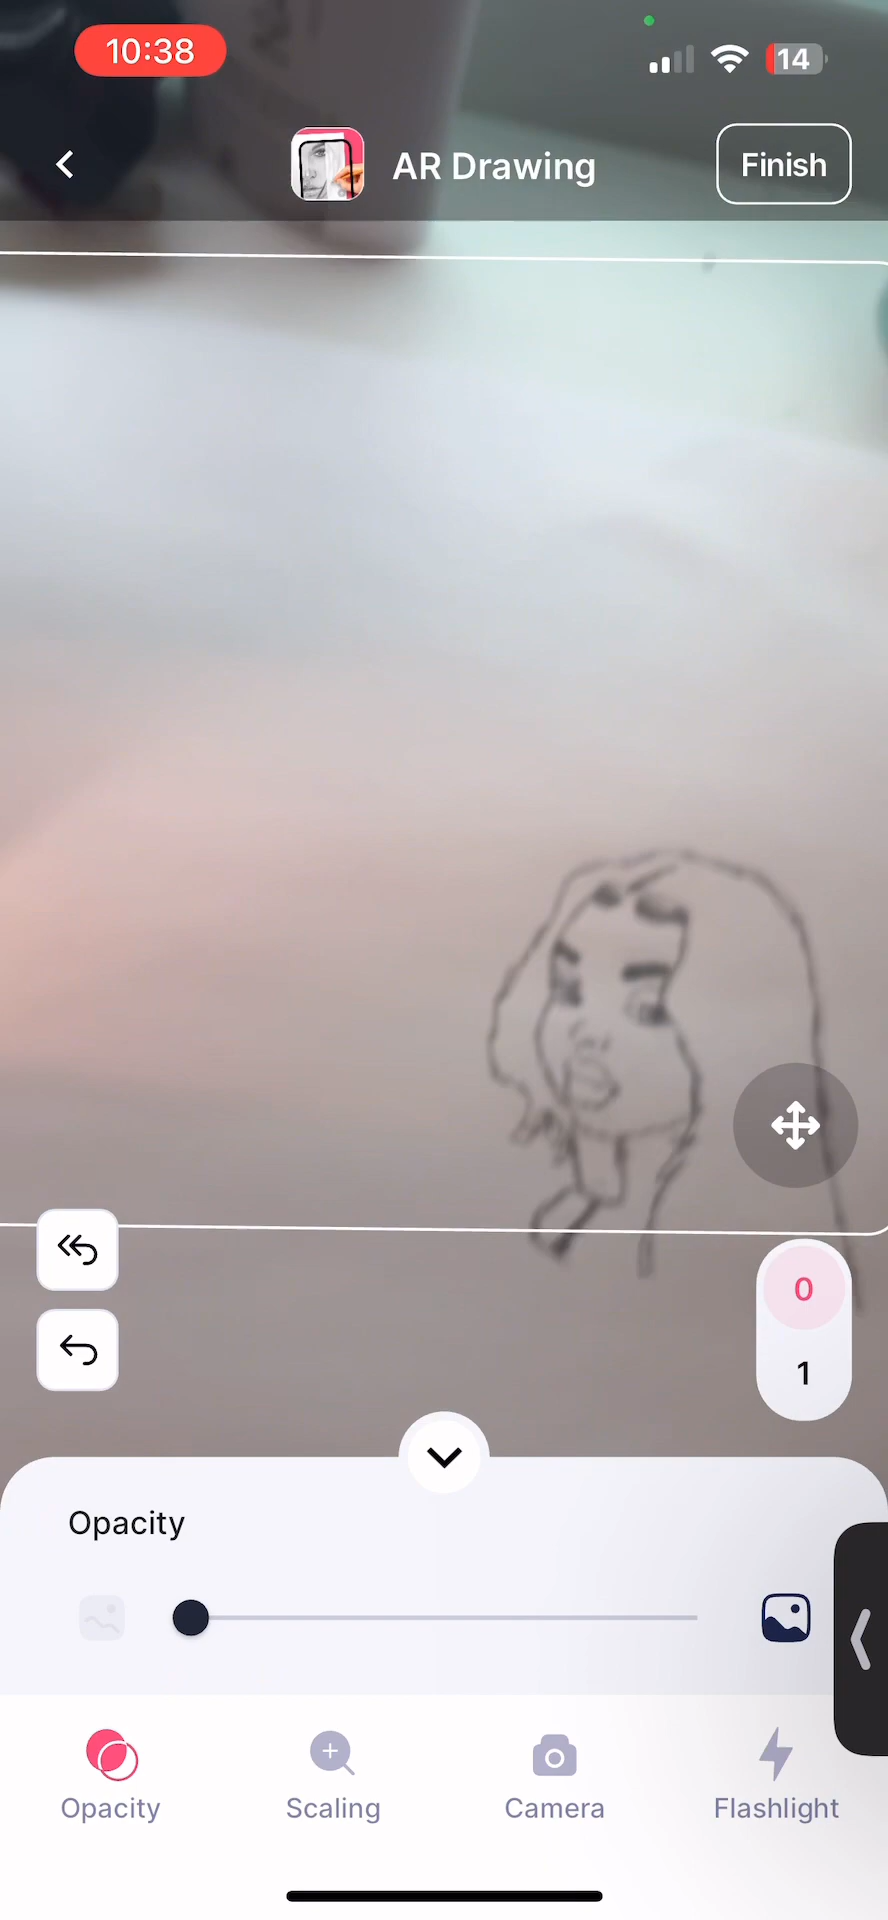 10:38
14
AR Drawing
Finish
0
1
Opacity
Opacity
Scaling
Camera
Flashlight